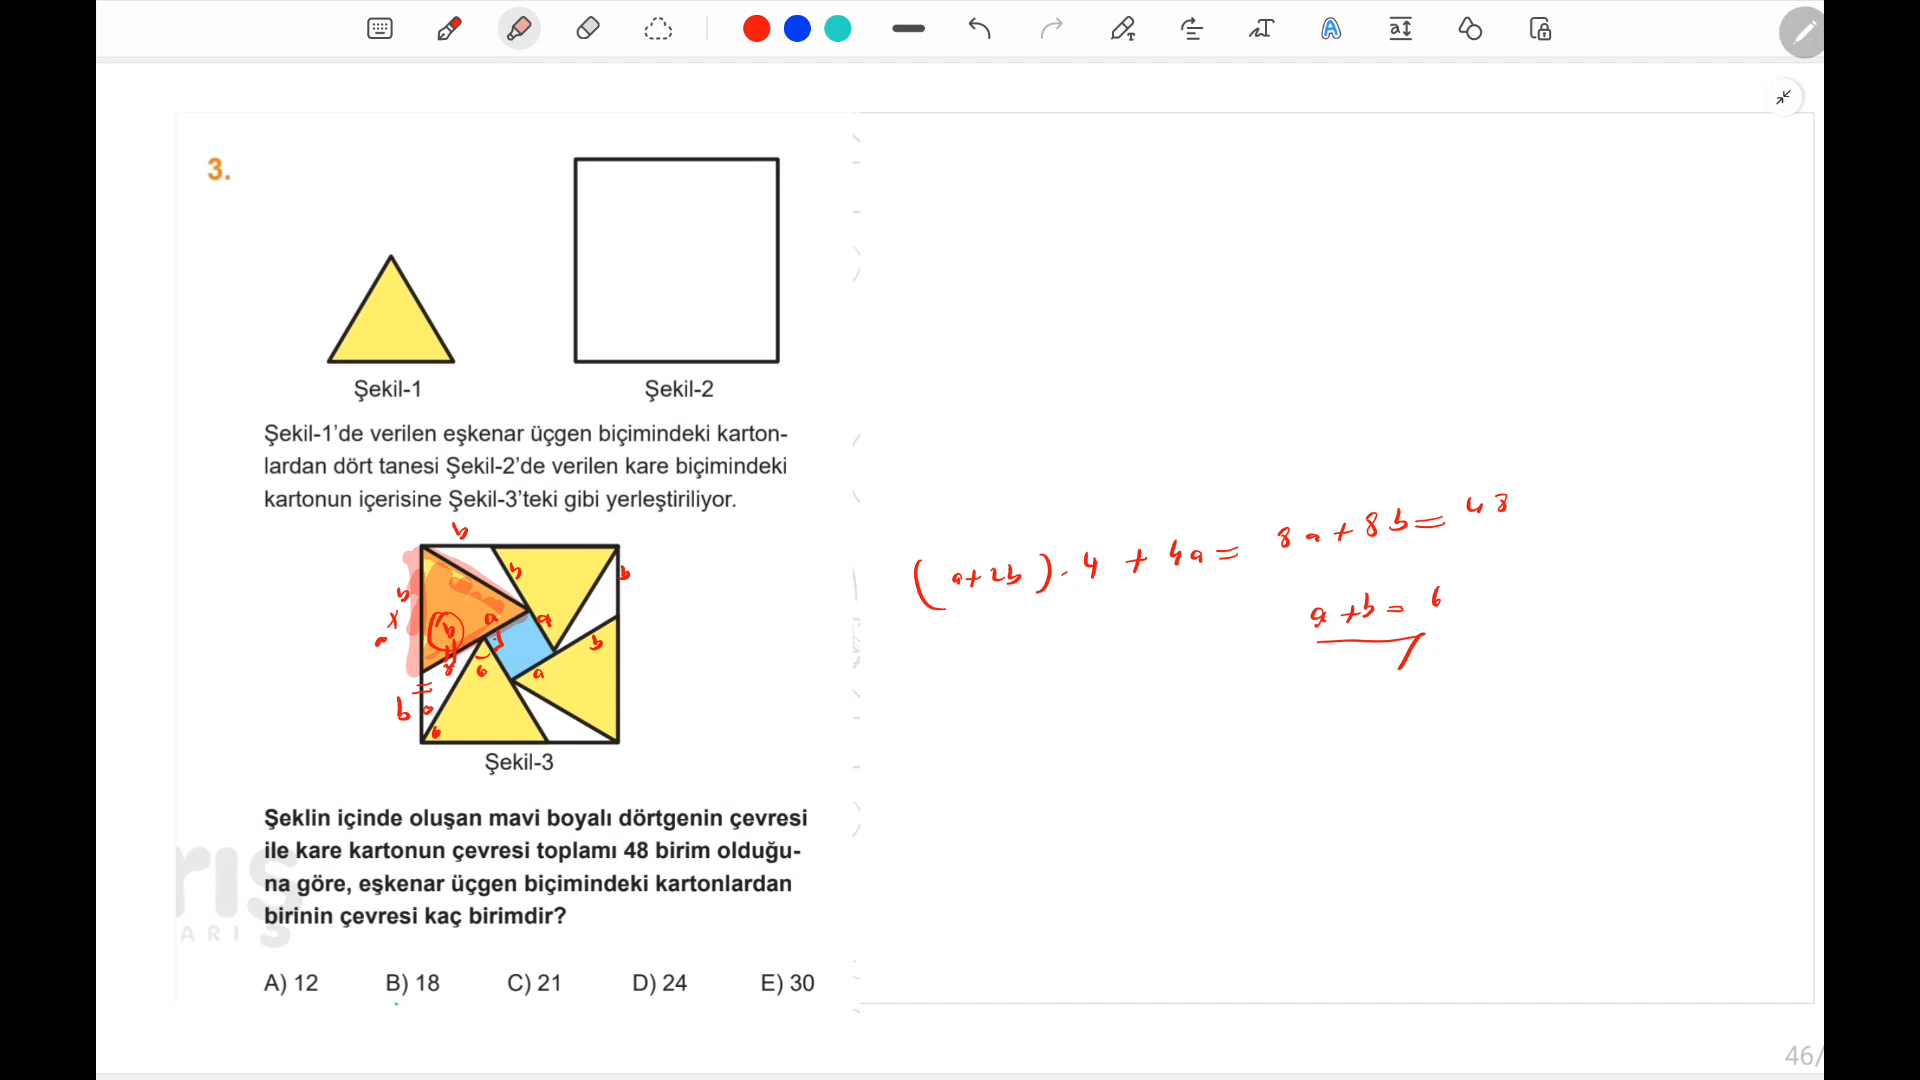 3.
Şekil-1
Şekil-2
Şekil-1'de verilen eşkenar üçgen biçimindeki karton-
lardan dört tanesi Şekil-2'de verilen kare biçimindeki
kartonun içerisine Şekil-3'teki gibi yerleştiriliyor.
b
b
b
b
x
b
a
a
a
b
b
Şekil-3
Şeklin içinde oluşan mavi boyalı dörtgenin çevresi
ile kare kartonun çevresi toplamı 48 birim olduğu-
na göre, eşkenar üçgen biçimindeki kartonlardan
birinin çevresi kaç birimdir?
A) 12 B) 18 C) 21 D) 24 E) 30
(a+2b).4 + 4a = 8a+8b = 48
a+b = 6
rış
ARIŞ
46/